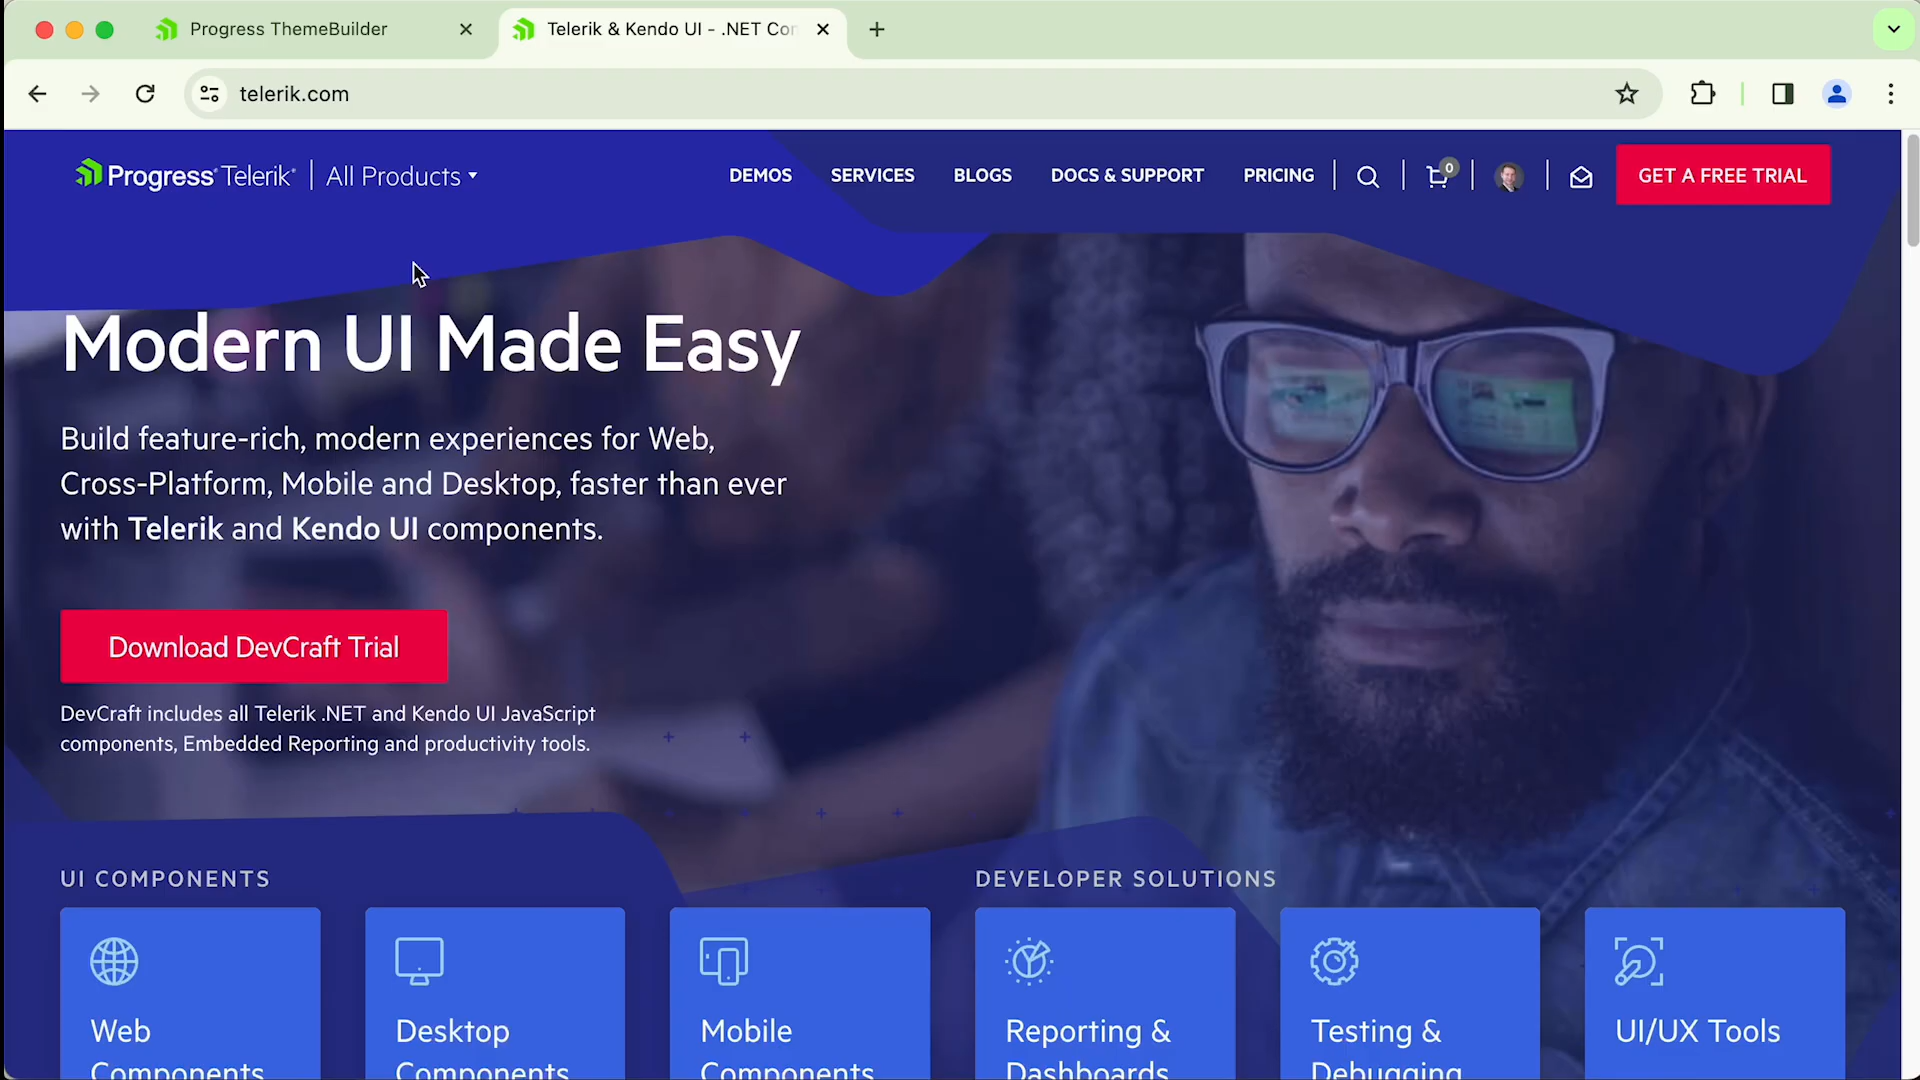 Progress ThemeBuilder
Telerik & Kendo UI - .NET Con
telerik.com
Progress Telerik
All Products
DEMOS
SERVICES
BLOGS
DOCS & SUPPORT
PRICING
0
GET A FREE TRIAL
Modern UI Made Easy
Build feature-rich, modern experiences for Web,
Cross-Platform, Mobile and Desktop, faster than ever
with Telerik and Kendo UI components.
Download DevCraft Trial
DevCraft includes all Telerik .NET and Kendo UI JavaScript
components, Embedded Reporting and productivity tools.
UI COMPONENTS
DEVELOPER SOLUTIONS
Web
Components
Desktop
Components
Mobile
Components
Reporting &
Dashboards
Testing &
Debugging
UI/UX Tools